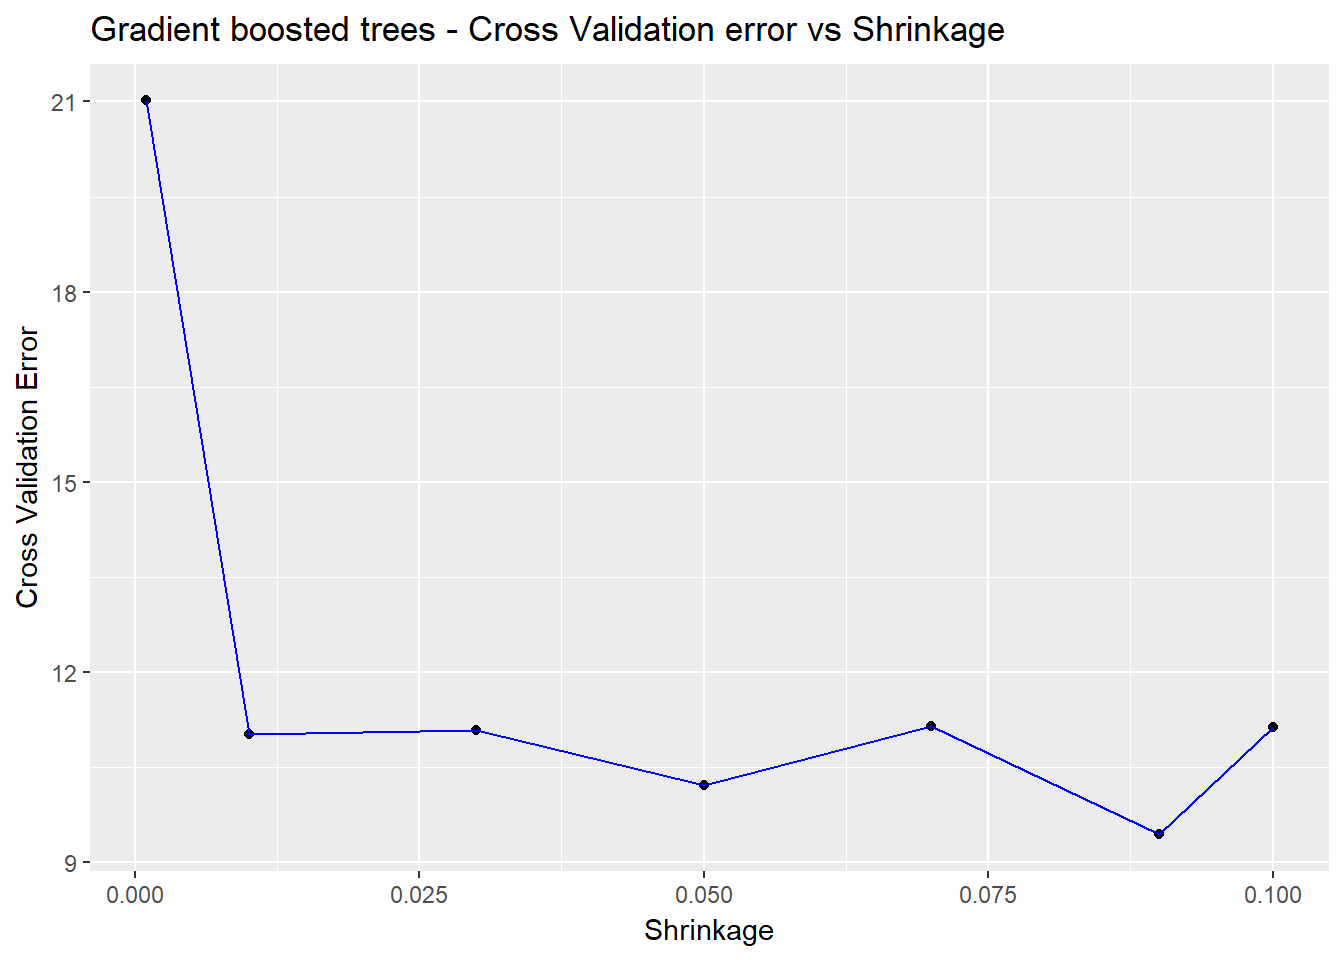 Gradient boosted trees - Cross Validation error vs Shrinkage
21
18
15
12
9
Cross Validation Error
0.000 0.025 0.050 0.075 0.100
Shrinkage